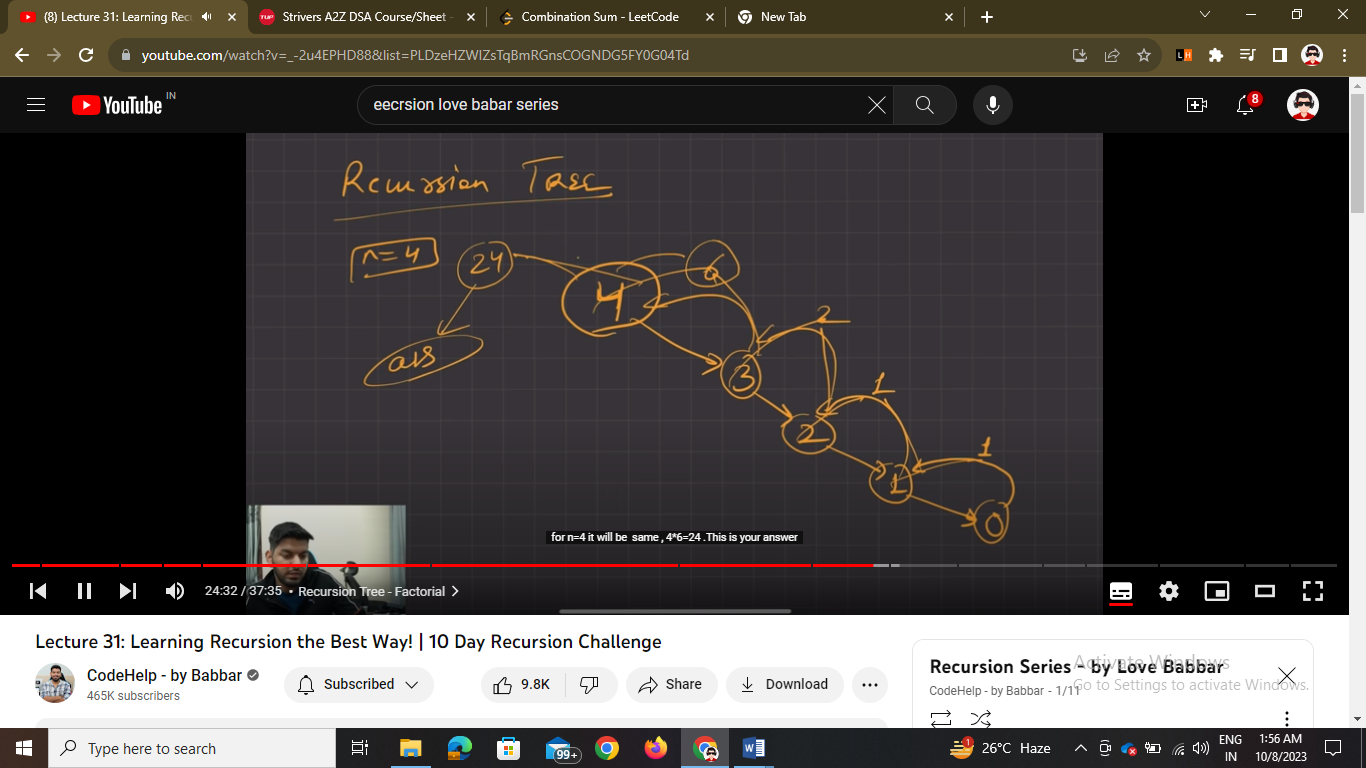 (8) Lecture 31: Learning Rec
Strivers A2Z DSA Course/Sheet -
Combination Sum - LeetCode
New Tab
youtube.com/watch?v=_-2u4EPHD88&list=PLDzeHZWIZsTqBmRGnsCOGNDG5FY0G04Td
YouTube IN
eecrsion love babar series
8
Recurssion Tree
n=4
24
4
6
ans
3
2
2
1
1
1
0
for n=4 it will be same , 4*6=24 .This is your answer
24:32 / 37:35 • Recursion Tree - Factorial
Lecture 31: Learning Recursion the Best Way! | 10 Day Recursion Challenge
CodeHelp - by Babbar
465K subscribers
Subscribed
9.8K
Share
Download
Recursion Series - by Love Babbar
CodeHelp - by Babbar - 1/11
Activate Windows
Go to Settings to activate Windows.
Type here to search
99+
1
26°C Haze
ENG
IN
1:56 AM
10/8/2023